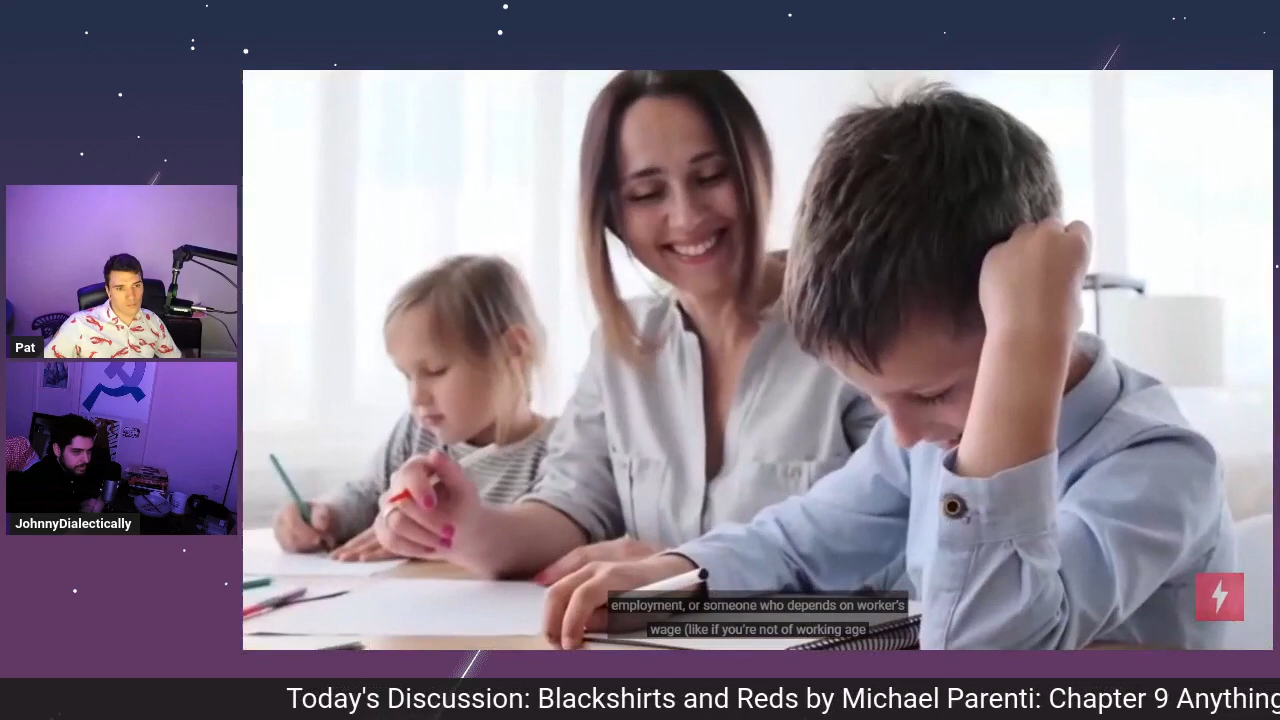 Pat
JohnnyDialectically
employment, or someone who depends on worker's
wage (like if you're not of working age
Today's Discussion: Blackshirts and Reds by Michael Parenti: Chapter 9 Anything